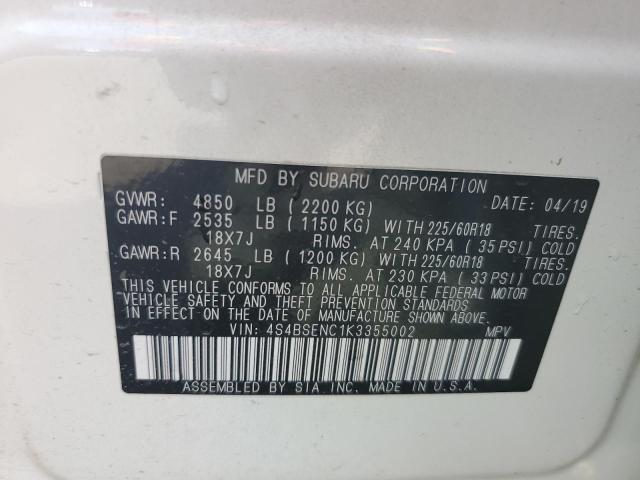 MFD BY SUBARU CORPORATION
GVWR: 4850 LB (2200 KG) DATE: 04/19
GAWR:F 2535 LB (1150 KG) WITH 225/60R18 TIRES.
18X7J RIMS. AT 240 KPA (35 PSI) COLD
GAWR:R 2645 LB (1200 KG) WITH 225/60R18 TIRES.
18X7J RIMS. AT 230 KPA (33 PSI) COLD
THIS VEHICLE CONFORMS TO ALL APPLICABLE FEDERAL MOTOR
VEHICLE SAFETY AND THEFT PREVENTION STANDARDS
IN EFFECT ON THE DATE OF MANUFACTURE SHOWN ABOVE.
VIN: 4S4BSENC1K3355002 MPV
ASSEMBLED BY SIA INC. MADE IN U.S.A.